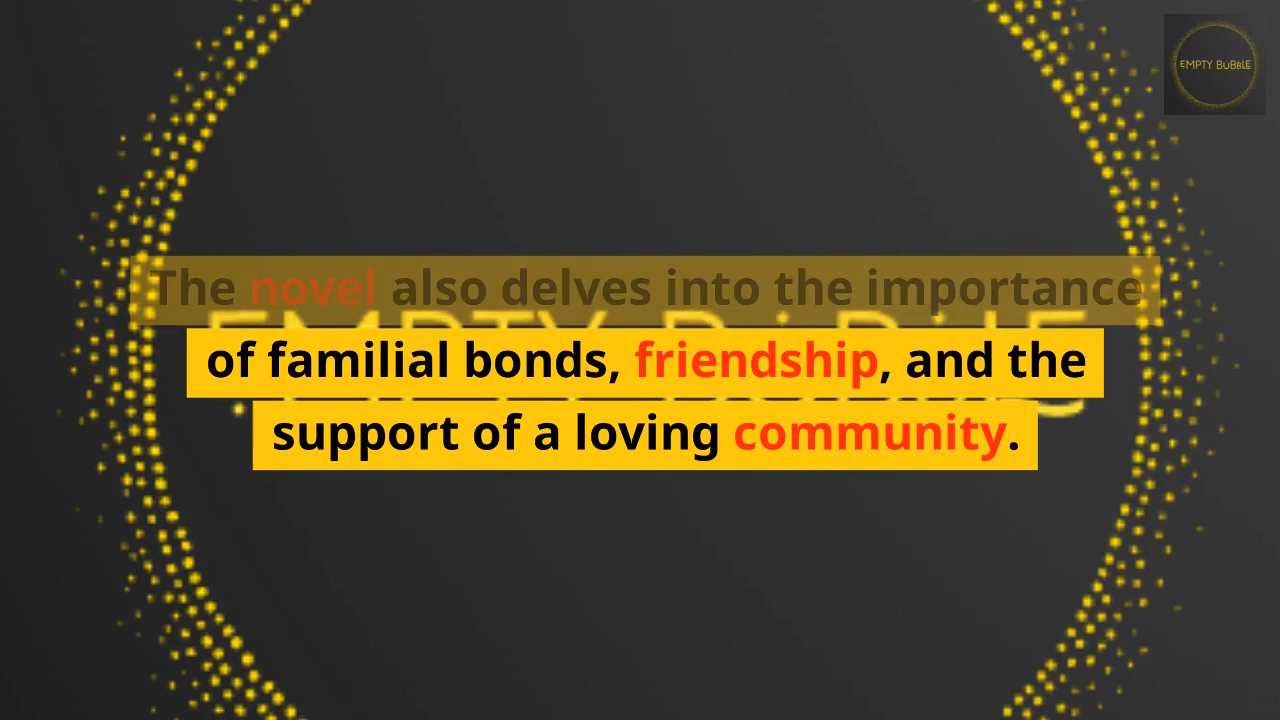 EMPTY BUBBLE
The novel also delves into the importance
of familial bonds, friendship, and the
support of a loving community.